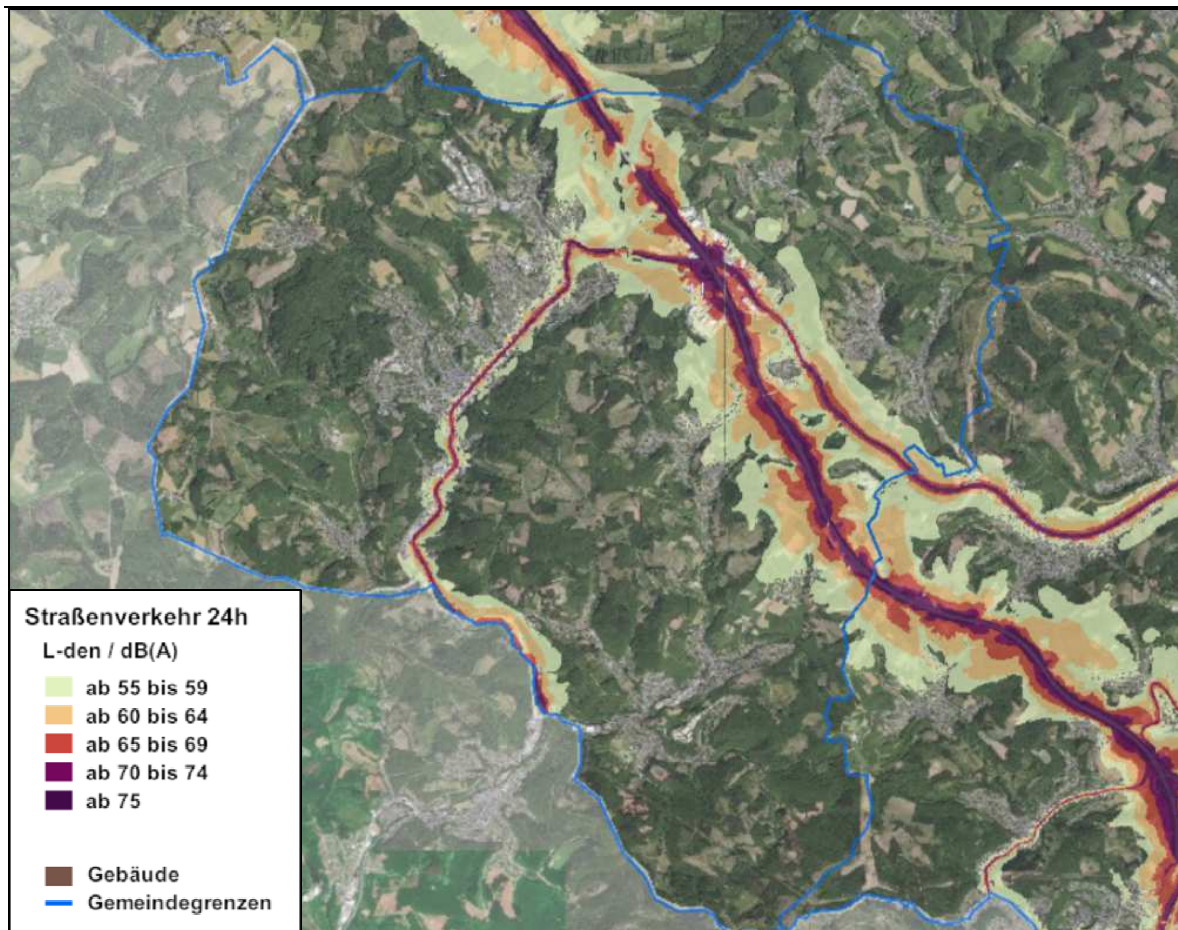 Straßenverkehr 24h
L-den / dB(A)
ab 55 bis 59
ab 60 bis 64
ab 65 bis 69
ab 70 bis 74
ab 75
Gebäude
Gemeindegrenzen